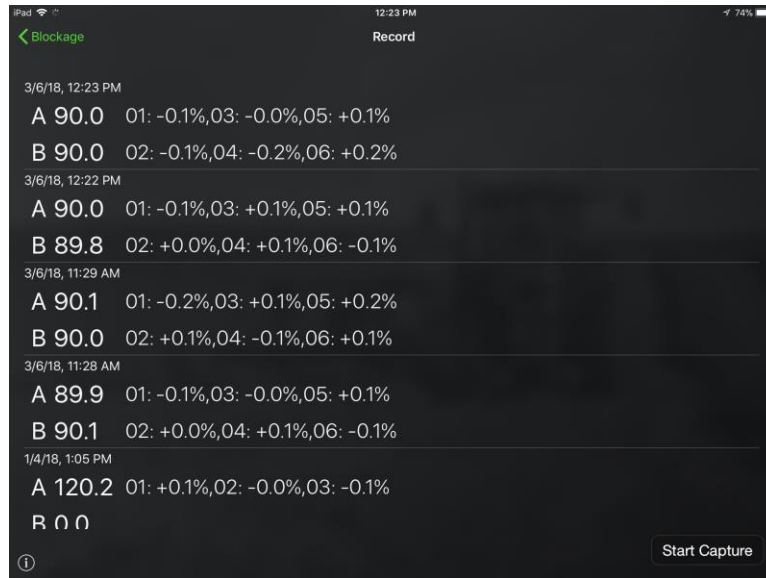 iPad 12:23 PM 74%
Blockage Record
3/6/18, 12:23 PM
A 90.0 01: -0.1%,03: -0.0%,05: +0.1%
B 90.0 02: -0.1%,04: -0.2%,06: +0.2%
3/6/18, 12:22 PM
A 90.0 01: -0.1%,03: +0.1%,05: +0.1%
B 89.8 02: +0.0%,04: +0.1%,06: -0.1%
3/6/18, 11:29 AM
A 90.1 01: -0.2%,03: +0.1%,05: +0.2%
B 90.0 02: +0.1%,04: -0.1%,06: +0.1%
3/6/18, 11:28 AM
A 89.9 01: -0.1%,03: -0.0%,05: +0.1%
B 90.1 02: +0.0%,04: +0.1%,06: -0.1%
1/4/18, 1:05 PM
A 120.2 01: +0.1%,02: -0.0%,03: -0.1%
B 0.0
Start Capture